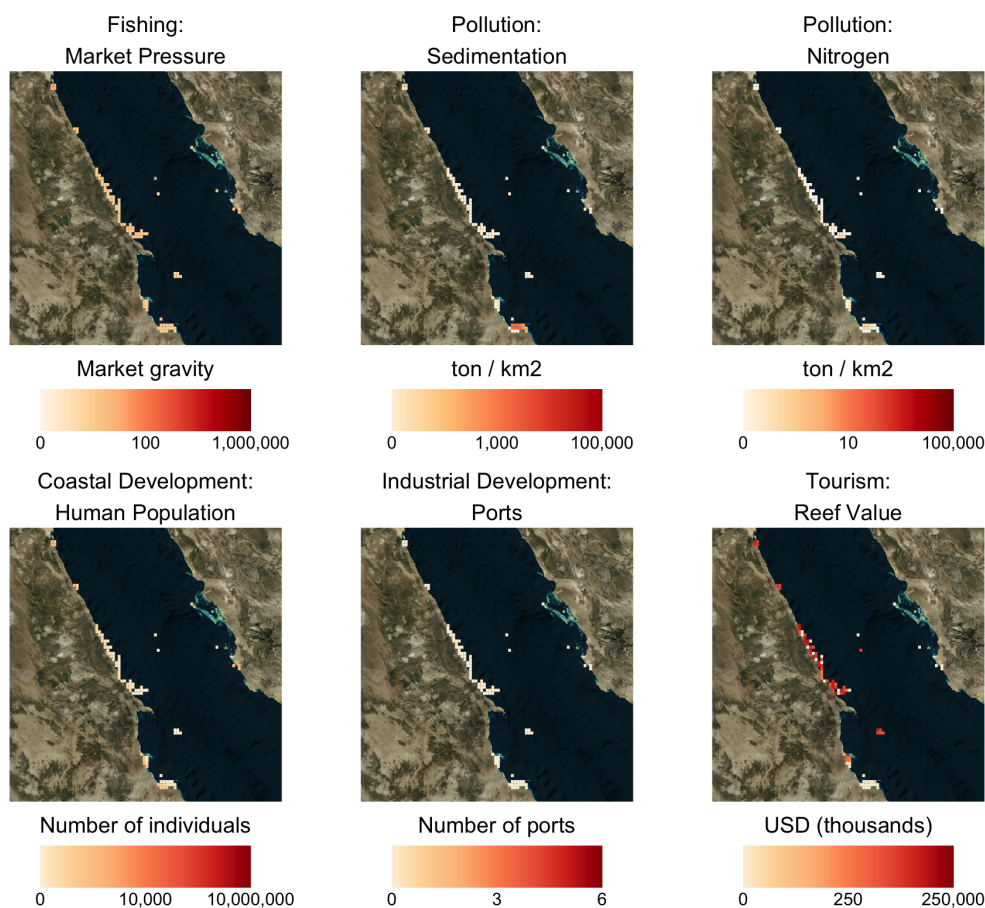 Fishing:
Market Pressure
Pollution:
Sedimentation
Pollution:
Nitrogen
Market gravity
0 100 1,000,000
ton / km2
0 1,000 100,000
ton / km2
0 10 100,000
Coastal Development:
Human Population
Industrial Development:
Ports
Tourism:
Reef Value
Number of individuals
0 10,000 10,000,000
Number of ports
0 3 6
USD (thousands)
0 250 250,000